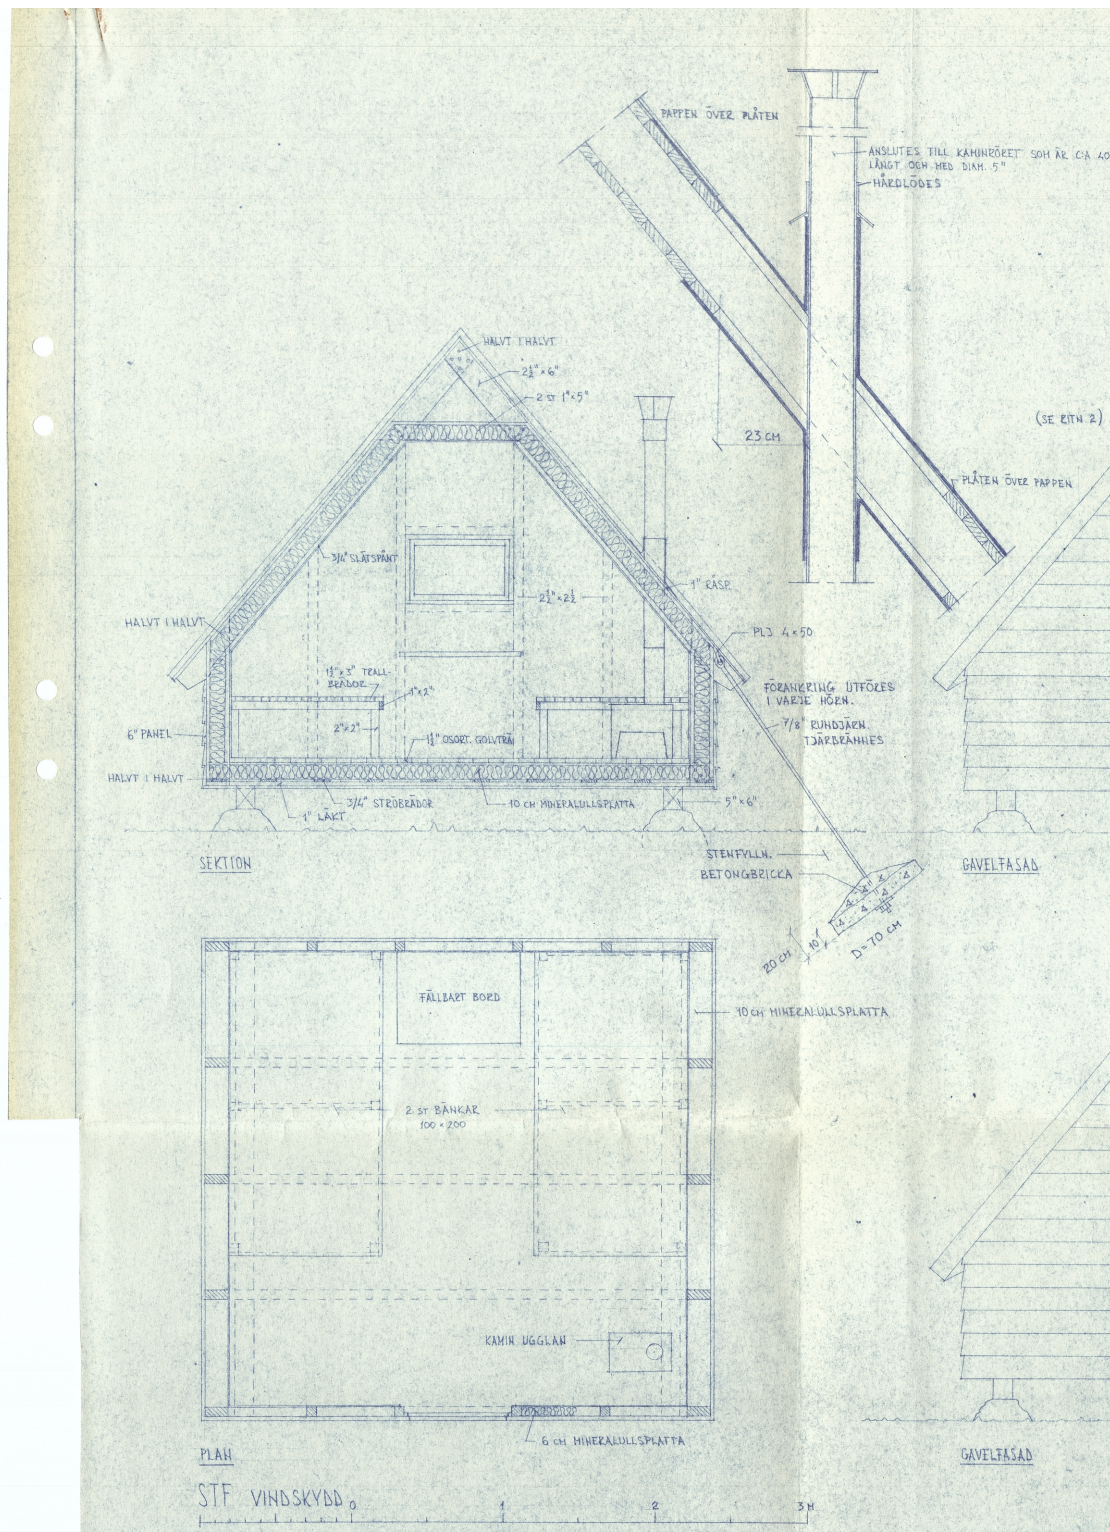 PAPPEN ÖVER PLÅTEN
ANSLUTES TILL KAMINRÖRET SOM ÄR C:A 40
LÅNGT OCH MED DIAM. 5"
HÅRDLÖDES
HALVT I HALVT
2½" × 6"
2 ST 1"×5"
(SE RITN 2)
23 CM
PLÅTEN ÖVER PAPPEN
3/4" SLÄTSPÅNT
1" RASP.
2½" × 2½
HALVT I HALVT
PLJ 4×50
1½" × 3" TRALL-
BRÄDOR
1"×2"
FÖRANKRING UTFÖRES
I VARJE HÖRN.
7/8" RUNDJÄRN
TJÄRBRÄNNES
2"×2"
6" PANEL
1¼" OSORT. GOLVTRÄ
HALVT I HALVT
3/4" STRÖBRÄDOR
10 CM MINERALULLSPLATTA
5"×6"
1" LÄKT
STENFYLLN.
BETONGBRICKA
SEKTION
GAVELFASAD
20 CM
10
D=70 CM
FÄLLBART BORD
10 CM MINERALULLSPLATTA
2 ST BÄNKAR
100 × 200
KAMIN UGGLAN
6 CM MINERALULLSPLATTA
PLAN
GAVELFASAD
STF VINDSKYDD
0 1 2 3 M